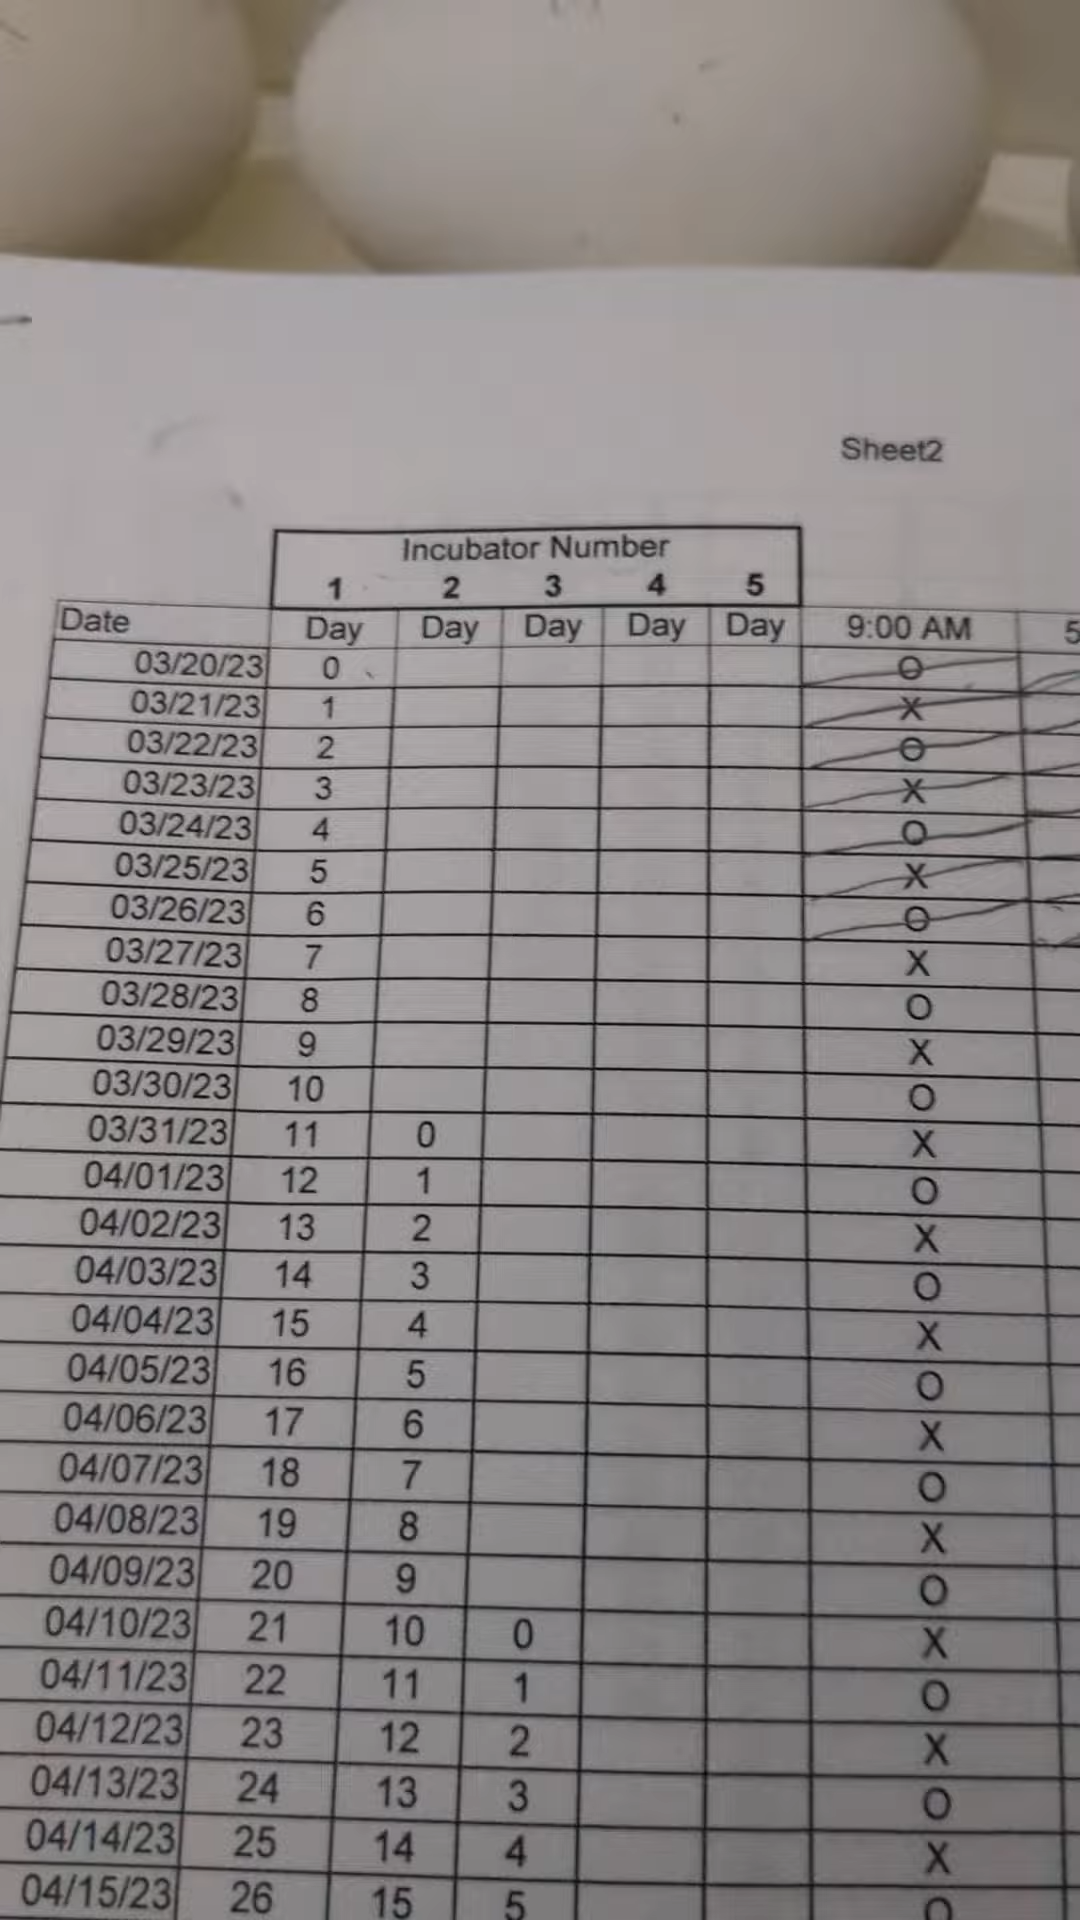 Sheet2
Incubator Number
1 2 3 4 5
Date Day Day Day Day Day 9:00 AM 5
03/20/23 0 O
03/21/23 1 X
03/22/23 2 O
03/23/23 3 X
03/24/23 4 O
03/25/23 5 X
03/26/23 6 O
03/27/23 7 X
03/28/23 8 O
03/29/23 9 X
03/30/23 10 O
03/31/23 11 0 X
04/01/23 12 1 O
04/02/23 13 2 X
04/03/23 14 3 O
04/04/23 15 4 X
04/05/23 16 5 O
04/06/23 17 6 X
04/07/23 18 7 O
04/08/23 19 8 X
04/09/23 20 9 O
04/10/23 21 10 0 X
04/11/23 22 11 1 O
04/12/23 23 12 2 X
04/13/23 24 13 3 O
04/14/23 25 14 4 X
04/15/23 26 15 5 O